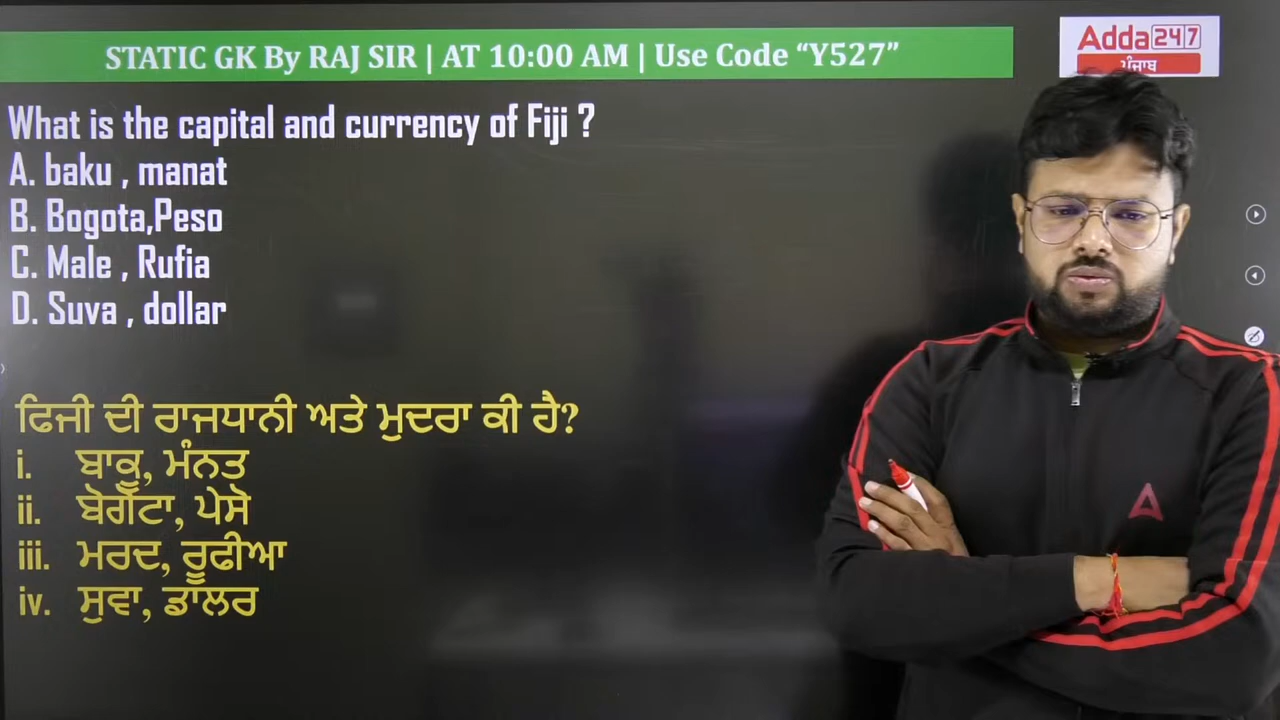 STATIC GK By RAJ SIR | AT 10:00 AM | Use Code “Y527”
Adda247
ਪੰਜਾਬ
What is the capital and currency of Fiji ?
A. baku , manat
B. Bogota,Peso
C. Male , Rufia
D. Suva , dollar
ਫਿਜੀ ਦੀ ਰਾਜਧਾਨੀ ਅਤੇ ਮੁਦਰਾ ਕੀ ਹੈ?
i. ਬਾਕੂ, ਮੰਨਤ
ii. ਬੋਗੋਟਾ, ਪੇਸੋ
iii. ਮਰਦ, ਰੂਫੀਆ
iv. ਸੁਵਾ, ਡਾਲਰ